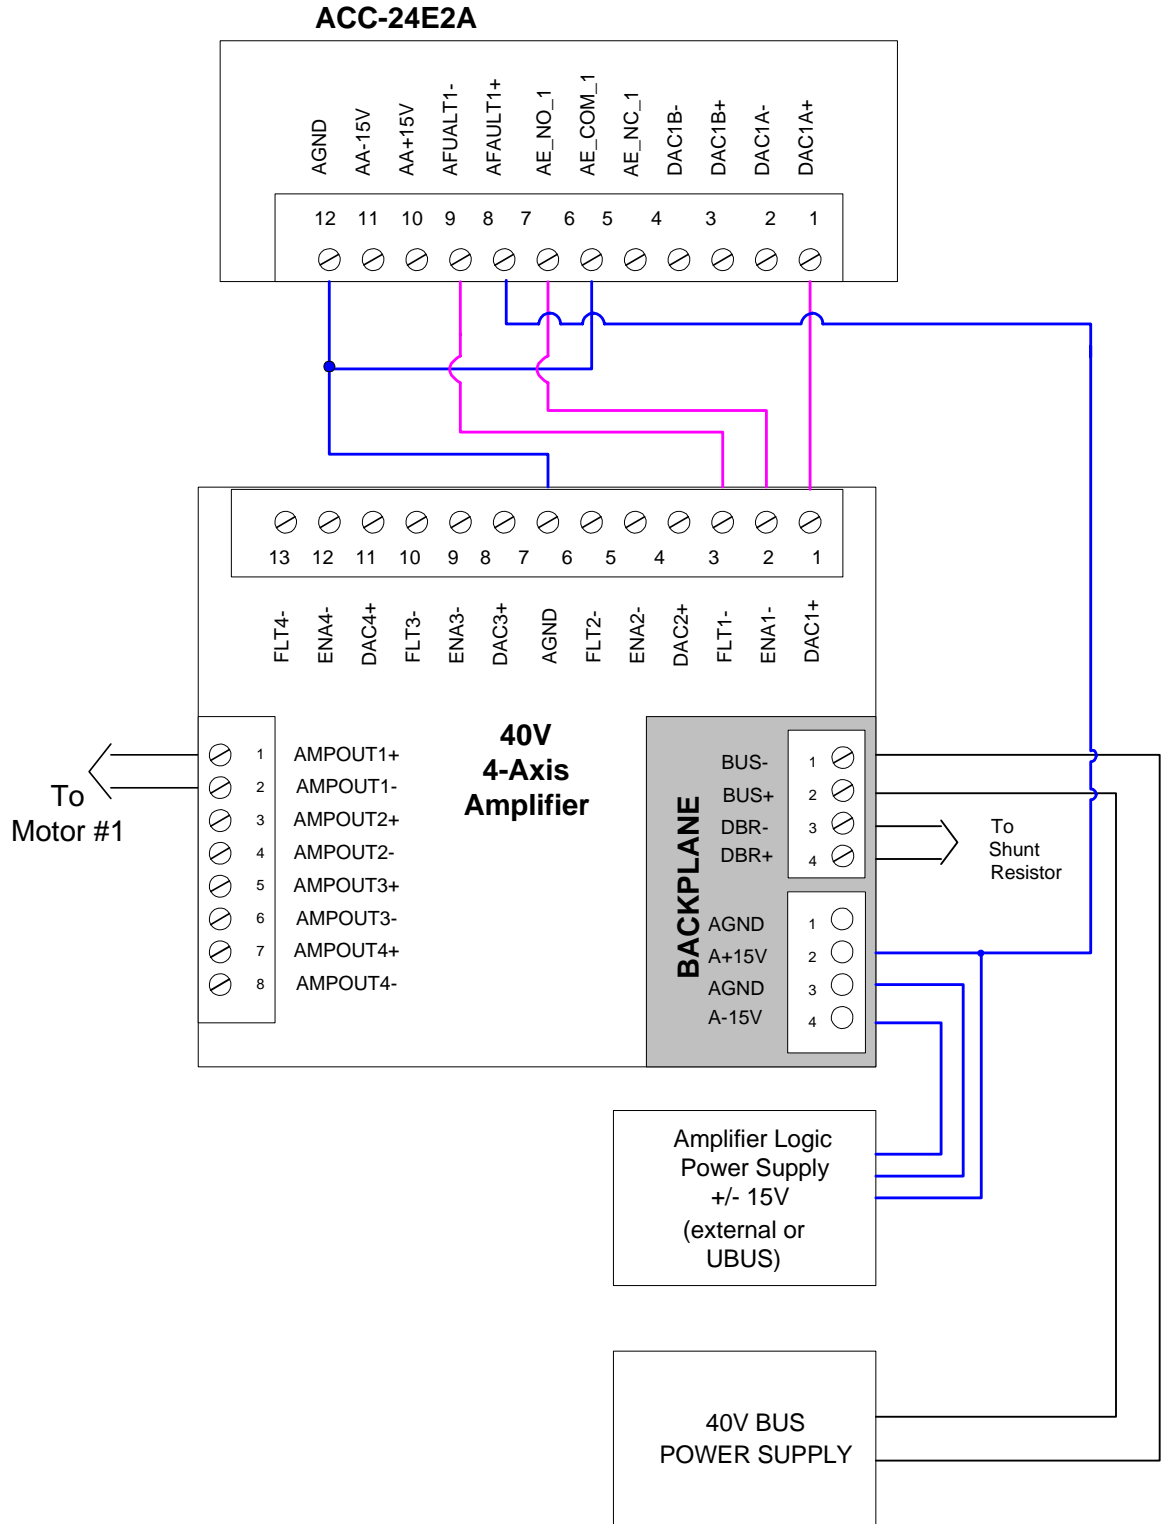 ACC-24E2A
AGND
AA-15V
AA+15V
AFUALT1-
AFAULT1+
AE_NO_1
AE_COM_1
AE_NC_1
DAC1B-
DAC1B+
DAC1A-
DAC1A+
12 11 10 9 8 7 6 5 4 3 2 1
13 12 11 10 9 8 7 6 5 4 3 2 1
FLT4-
ENA4-
DAC4+
FLT3-
ENA3-
DAC3+
AGND
FLT2-
ENA2-
DAC2+
FLT1-
ENA1-
DAC1+
To
Motor #1
1 AMPOUT1+
2 AMPOUT1-
3 AMPOUT2+
4 AMPOUT2-
5 AMPOUT3+
6 AMPOUT3-
7 AMPOUT4+
8 AMPOUT4-
40V
4-Axis
Amplifier
BACKPLANE
BUS- 1
BUS+ 2
DBR- 3
DBR+ 4
To
Shunt
Resistor
AGND 1
A+15V 2
AGND 3
A-15V 4
Amplifier Logic
Power Supply
+/- 15V
(external or
UBUS)
40V BUS
POWER SUPPLY